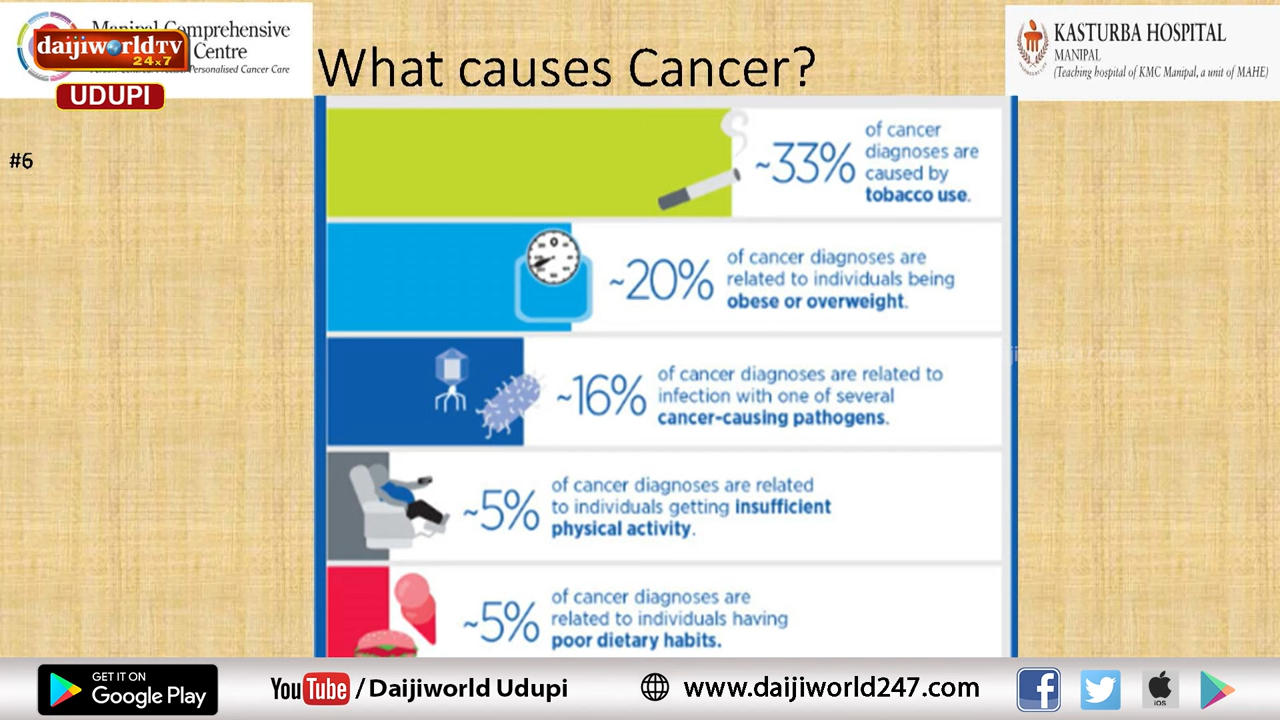 Manipal Comprehensive
Centre
Personalised Cancer Care
daijiworldTV
24x7
UDUPI
What causes Cancer?
KASTURBA HOSPITAL
MANIPAL
(Teaching hospital of KMC Manipal, a unit of MAHE)
#6
~33%
of cancer
diagnoses are
caused by
tobacco use.
~20%
of cancer diagnoses are
related to individuals being
obese or overweight.
~16%
of cancer diagnoses are related to
infection with one of several
cancer-causing pathogens.
~5%
of cancer diagnoses are related
to individuals getting insufficient
physical activity.
~5%
of cancer diagnoses are
related to individuals having
poor dietary habits.
GET IT ON
Google Play
YouTube / Daijiworld Udupi
www.daijiworld247.com
iOS